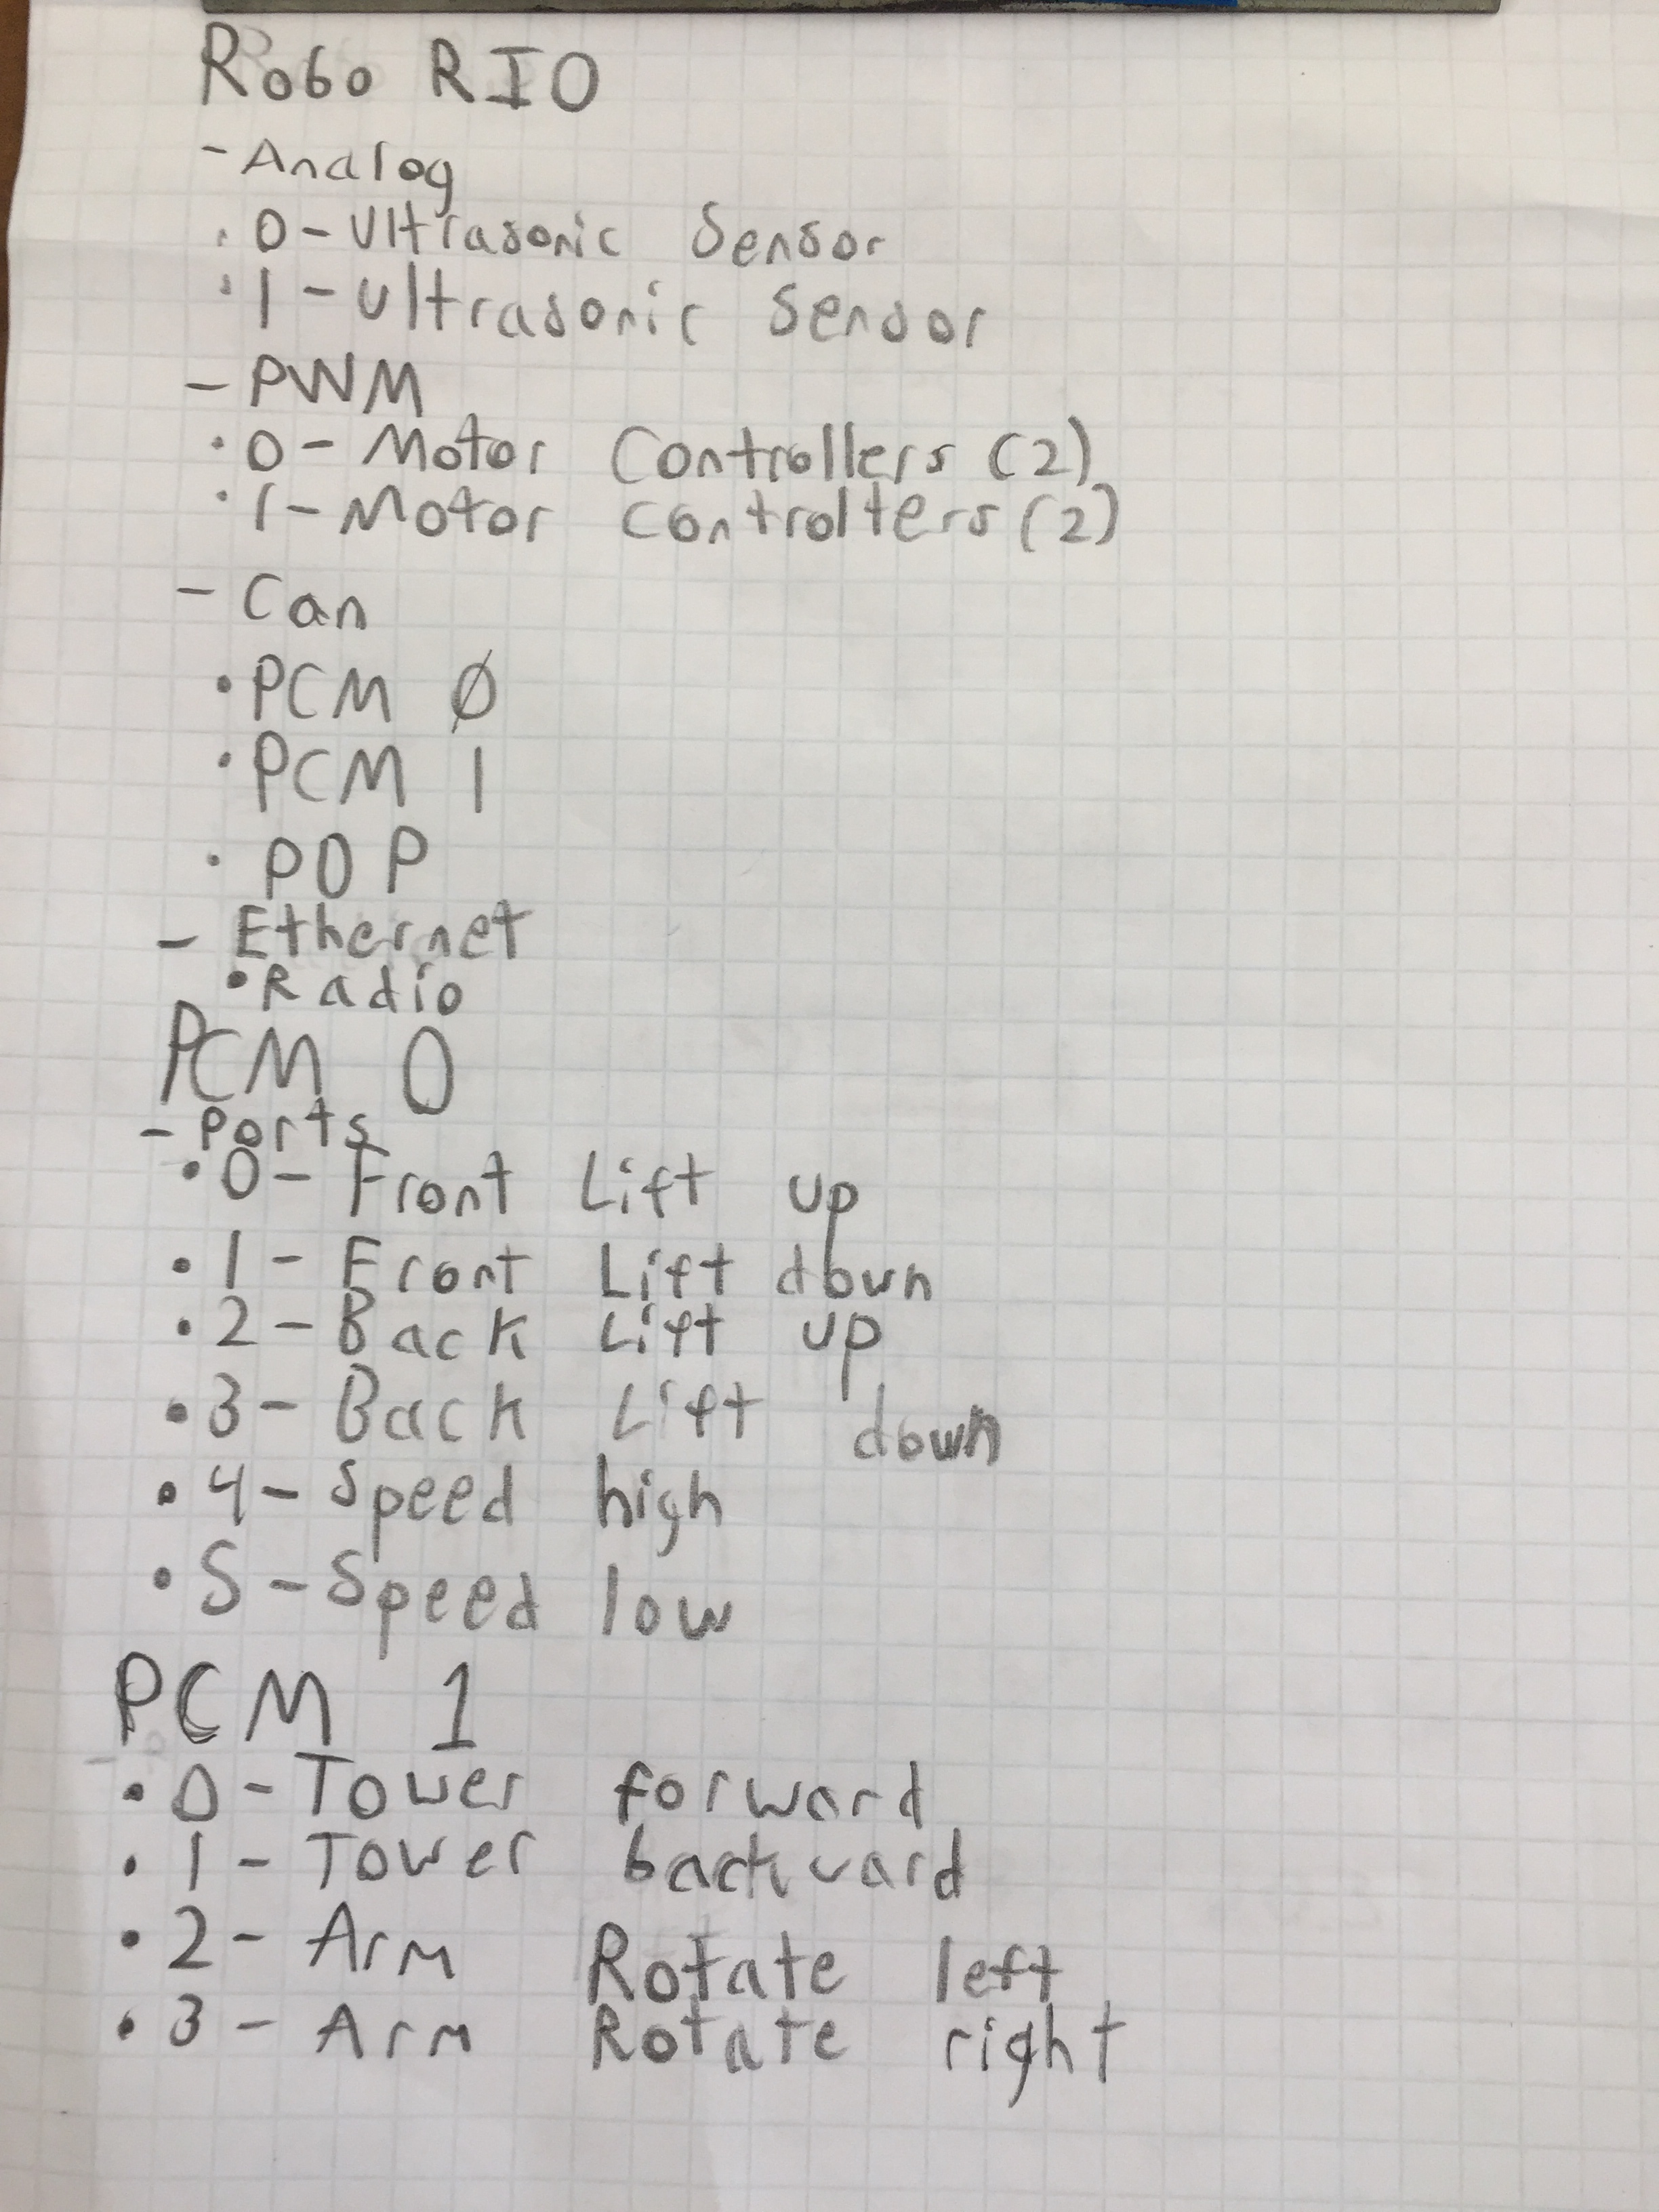 Robo RIO
- Analog
· 0 - Ultrasonic Sensor
· 1 - Ultrasonic Sensor
- PWM
· 0 - Motor Controllers (2)
· 1 - Motor Controllers (2)
- Can
· PCM Ø
· PCM 1
· PDP
- Ethernet
· Radio
PCM 0
- Ports
· 0 - Front Lift up
· 1 - Front Lift down
· 2 - Back Lift up
· 3 - Back Lift down
· 4 - Speed high
· 5 - Speed low
PCM 1
· 0 - Tower forward
· 1 - Tower backward
· 2 - Arm Rotate left
· 3 - Arm Rotate right